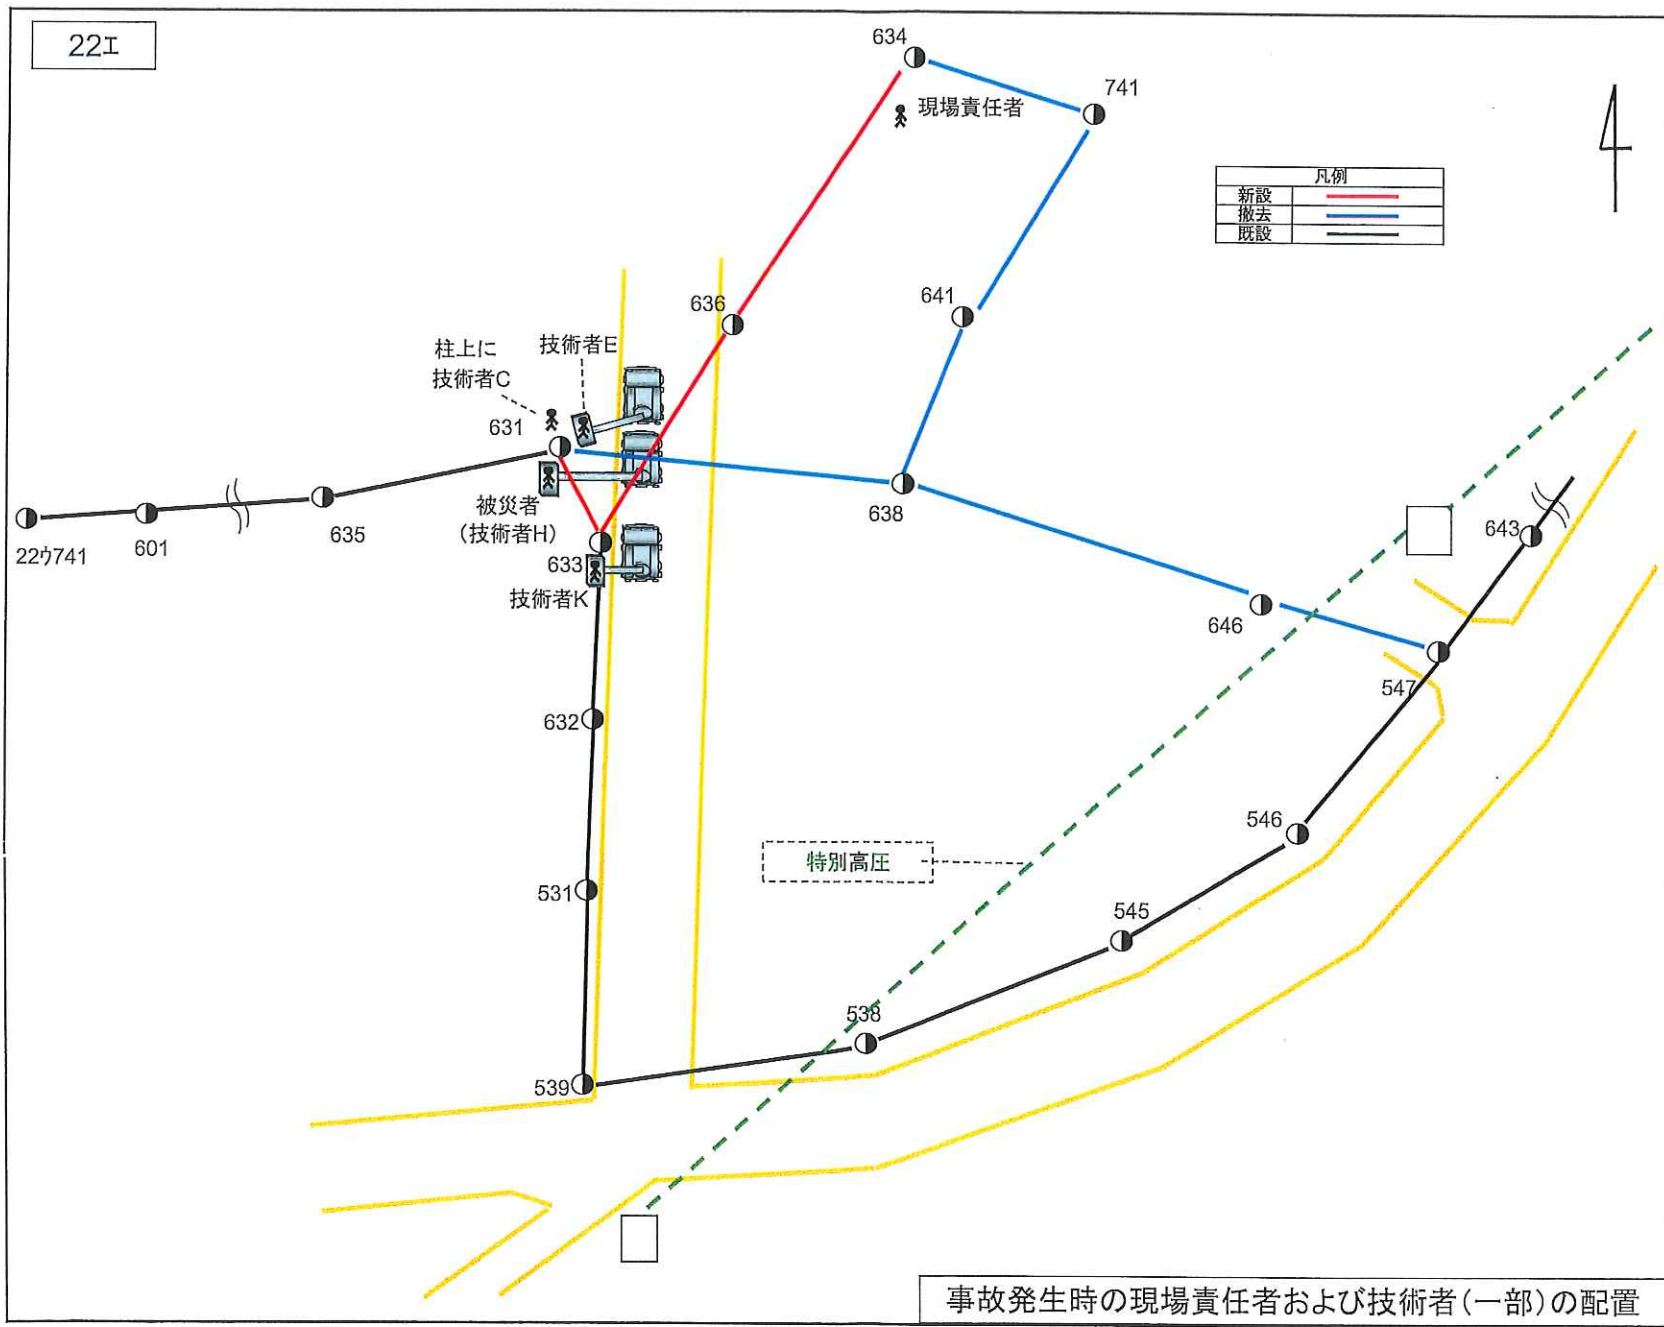 22エ
634
741
現場責任者
凡例
新設
撤去
既設
636
641
柱上に
技術者C
技術者E
631
被災者
(技術者H)
638
643
22ウ741
601
635
633
技術者K
646
547
632
546
特別高圧
531
545
538
539
事故発生時の現場責任者および技術者(一部)の配置